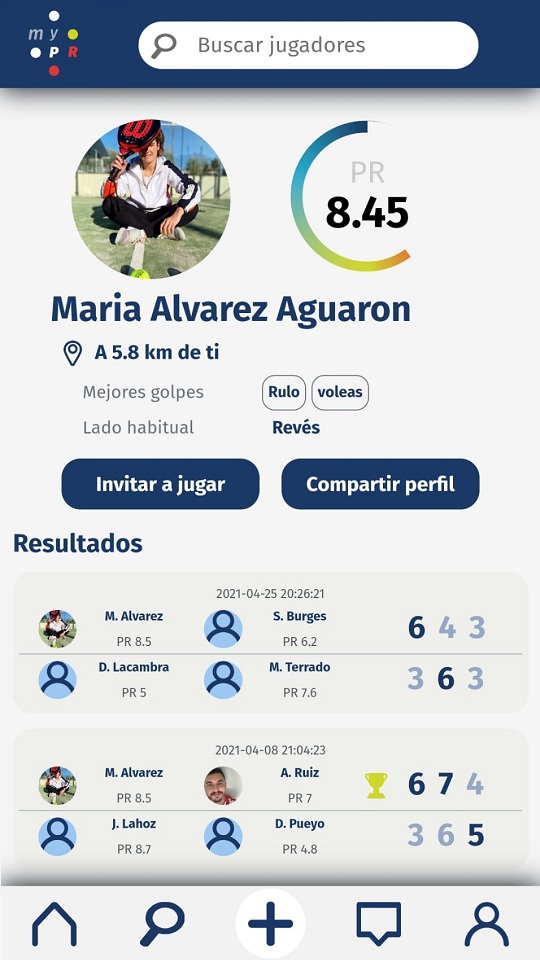 my
PR
Buscar jugadores
PR
8.45
Maria Alvarez Aguaron
A 5.8 km de ti
Mejores golpes Rulo voleas
Lado habitual Revés
Invitar a jugar Compartir perfil
Resultados
2021-04-25 20:26:21
M. Alvarez S. Burges
PR 8.5 PR 6.2
6 4 3
D. Lacambra M. Terrado
PR 5 PR 7.6
3 6 3
2021-04-08 21:04:23
M. Alvarez A. Ruiz
PR 8.5 PR 7
6 7 4
J. Lahoz D. Pueyo
PR 8.7 PR 4.8
3 6 5